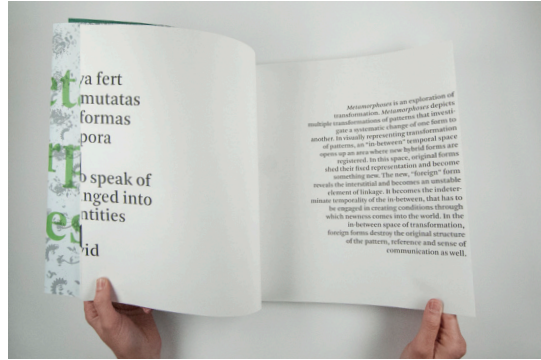 et
rp
es
va fert
mutatas
formas
pora
o speak of
nged into
ntities
vid
Metamorphoses is an exploration of
transformation. Metamorphoses depicts
multiple transformations of patterns that investi-
gate a systematic change of one form to
another. In visually representing transformation
of patterns, an "in-between" temporal space
opens up an area where new hybrid forms are
registered. In this space, original forms
shed their fixed representation and become
something new. The new, "foreign" form
reveals the interstitial and becomes an unstable
element of linkage. It becomes the indeter-
minate temporality of the in-between, that has to
be engaged in creating conditions through
which newness comes into the world. In the
in-between space of transformation,
foreign forms destroy the original structure
of the pattern, reference and sense of
communication as well.